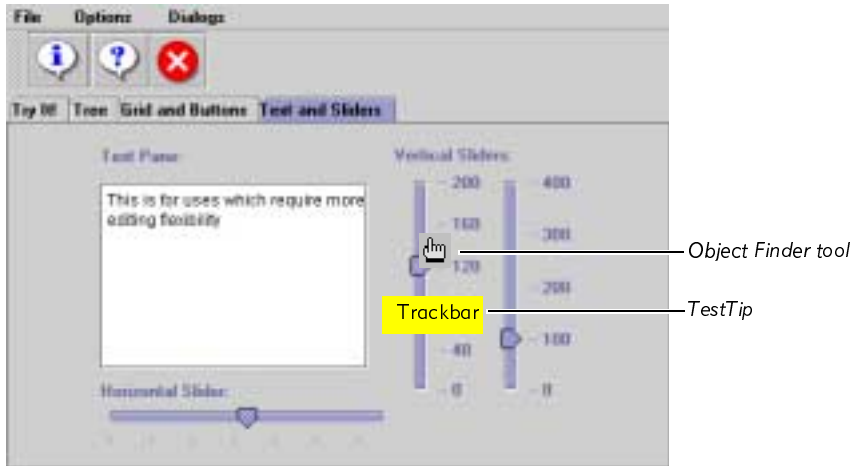 File Options Dialogs
Try It! Tree Grid and Buttons Text and Sliders
Text Pane:
Vertical Sliders:
This is for uses which require more
editing flexibility
200 400
160 300
120
200
Object Finder tool
Trackbar
TestTip
40
100
0 0
Horizontal Slider: